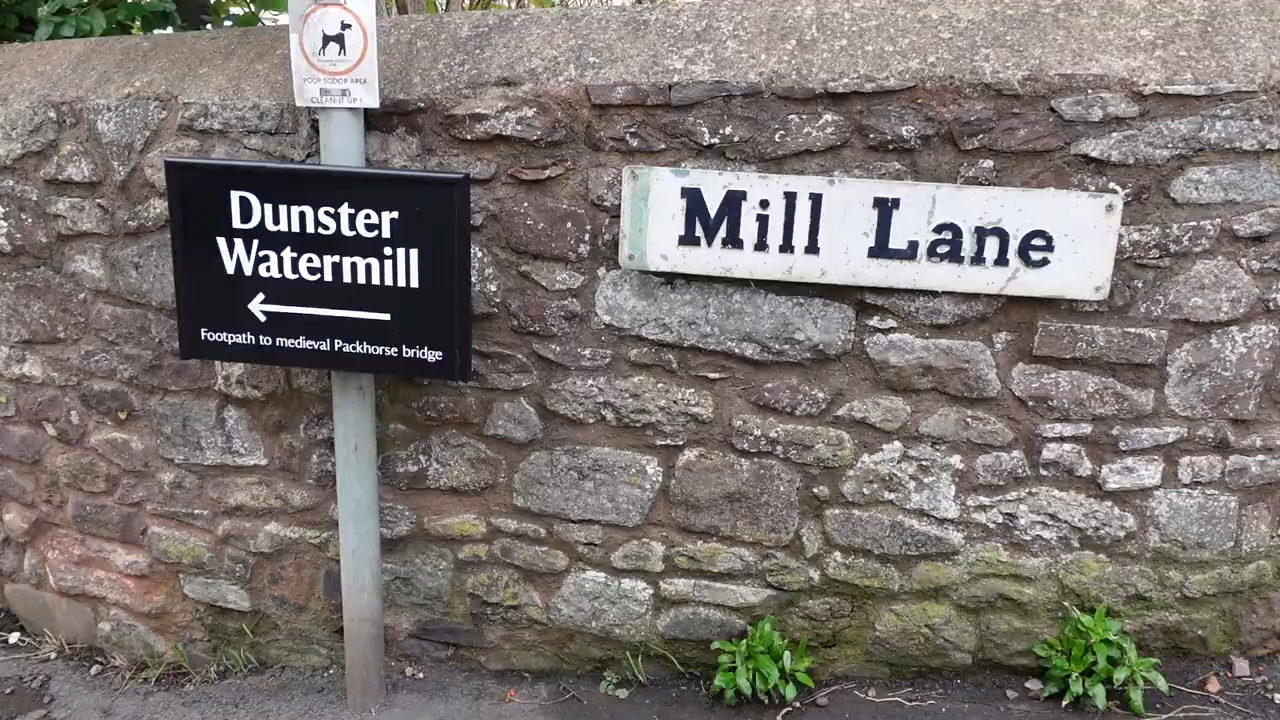 POOP SCOOP AREA
CLEAN IT UP!
Dunster
Watermill
Footpath to medieval Packhorse bridge
Mill Lane